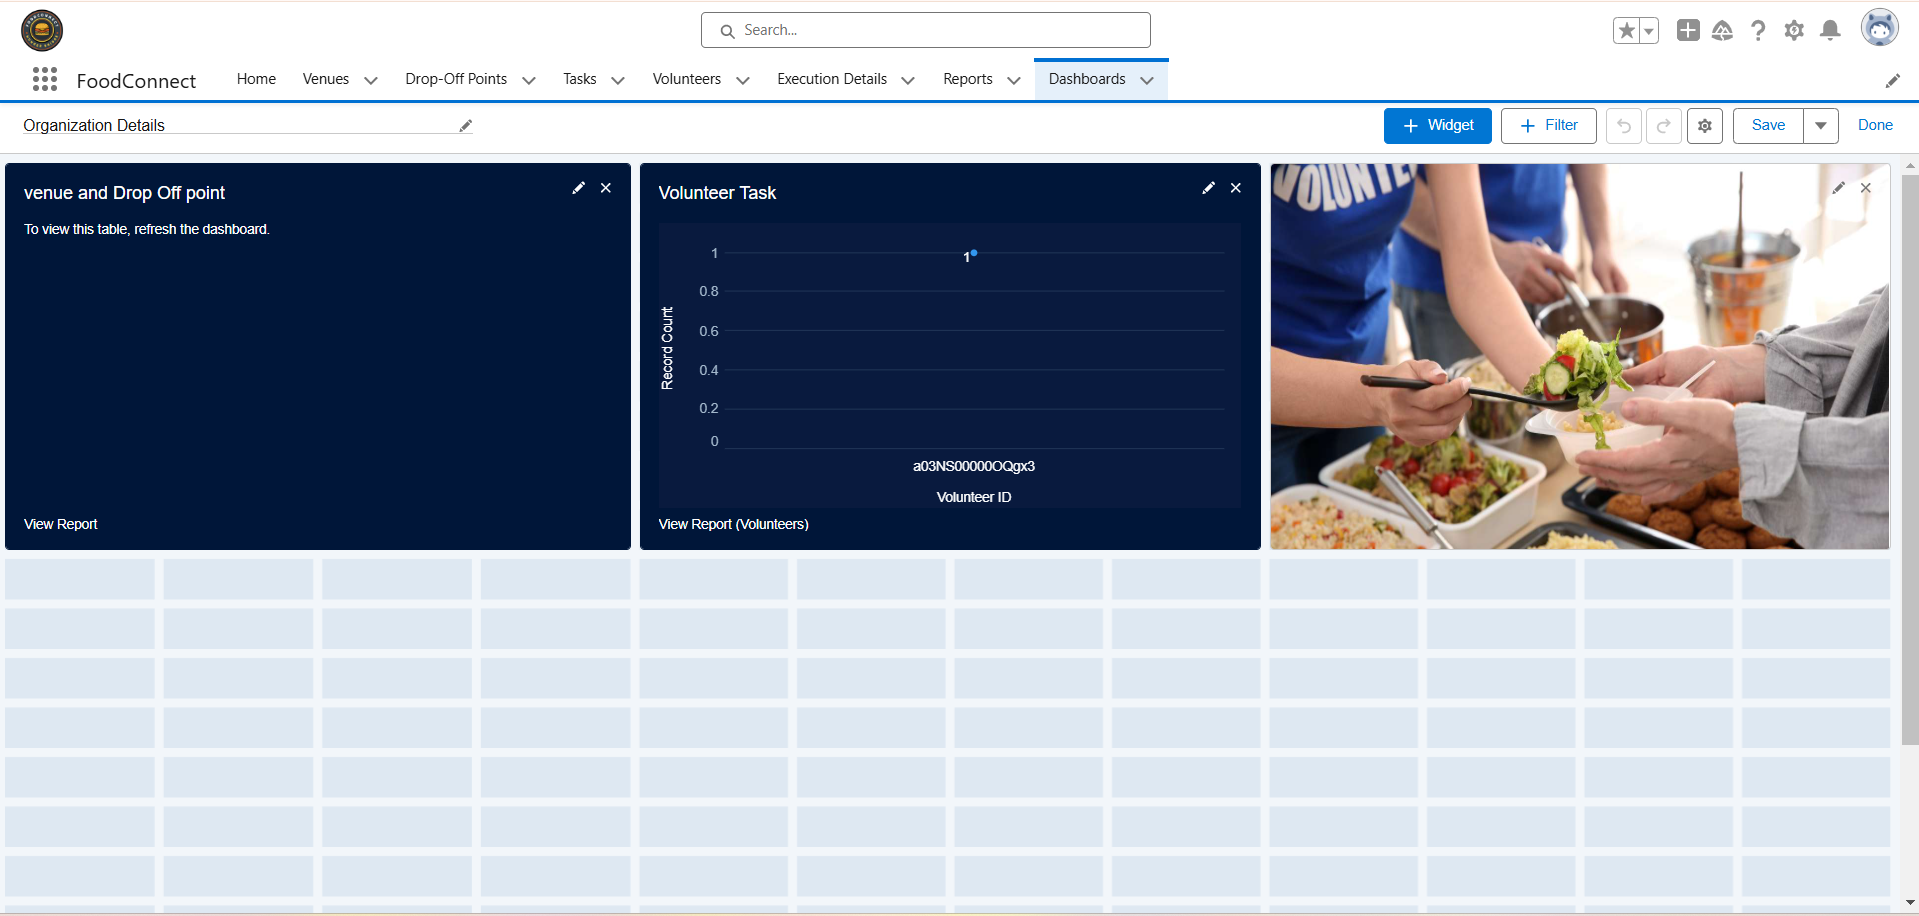 Search...
FoodConnect
Home
Venues
Drop-Off Points
Tasks
Volunteers
Execution Details
Reports
Dashboards
Organization Details
+ Widget
+ Filter
Save
Done
venue and Drop Off point
To view this table, refresh the dashboard.
View Report
Volunteer Task
Record Count
1
0.8
0.6
0.4
0.2
0
1
a03NS00000OQgx3
Volunteer ID
View Report (Volunteers)
VOLUNTE